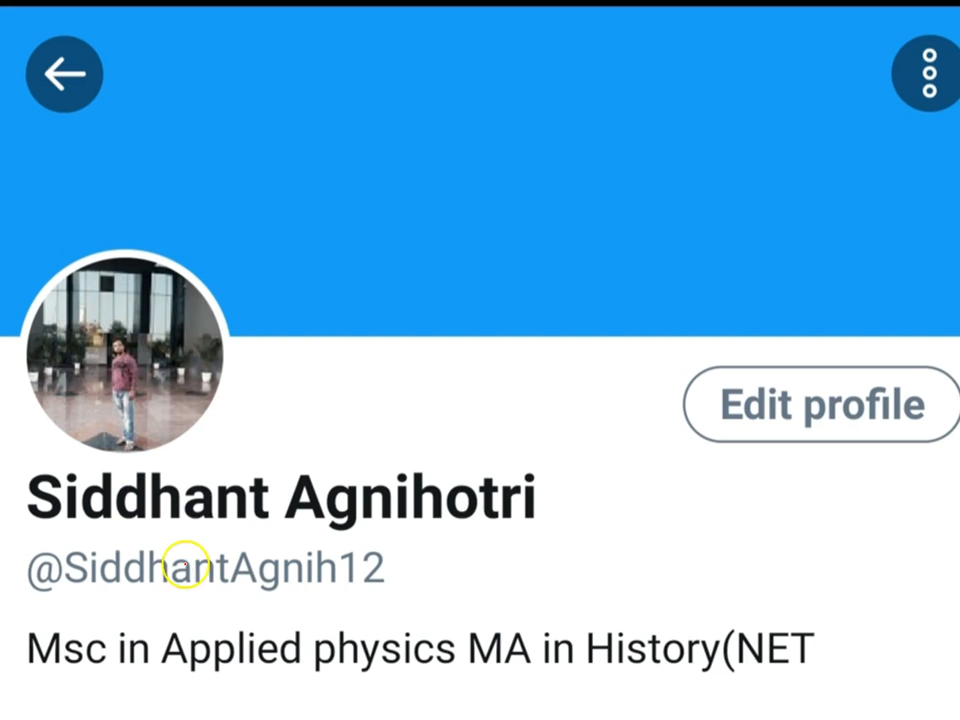 Edit profile
Siddhant Agnihotri
@SiddhantAgnih12
Msc in Applied physics MA in History(NET